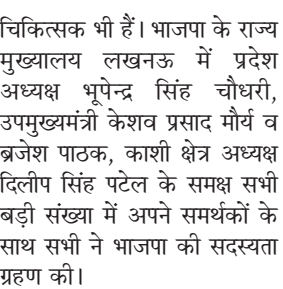 चिकित्सक भी हैं। भाजपा के राज्य
मुख्यालय लखनऊ में प्रदेश
अध्यक्ष भूपेन्द्र सिंह चौधरी,
उपमुख्यमंत्री केशव प्रसाद मौर्य व
ब्रजेश पाठक, काशी क्षेत्र अध्यक्ष
दिलीप सिंह पटेल के समक्ष सभी
बड़ी संख्या में अपने समर्थकों के
साथ सभी ने भाजपा की सदस्यता
ग्रहण की।